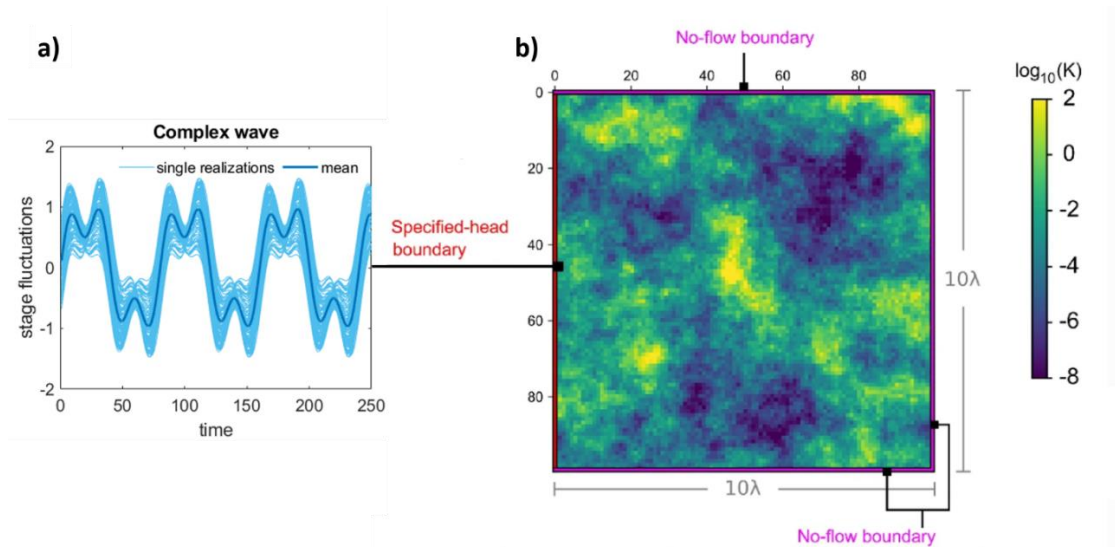 a)
Complex wave
single realizations
mean
2
1
0
-1
-2
stage fluctuations
0
50
100
150
200
250
time
Specified-head
boundary
b)
No-flow boundary
0
20
40
60
80
0
20
40
60
80
10λ
10λ
No-flow boundary
log₁₀(K)
2
0
-2
-4
-6
-8